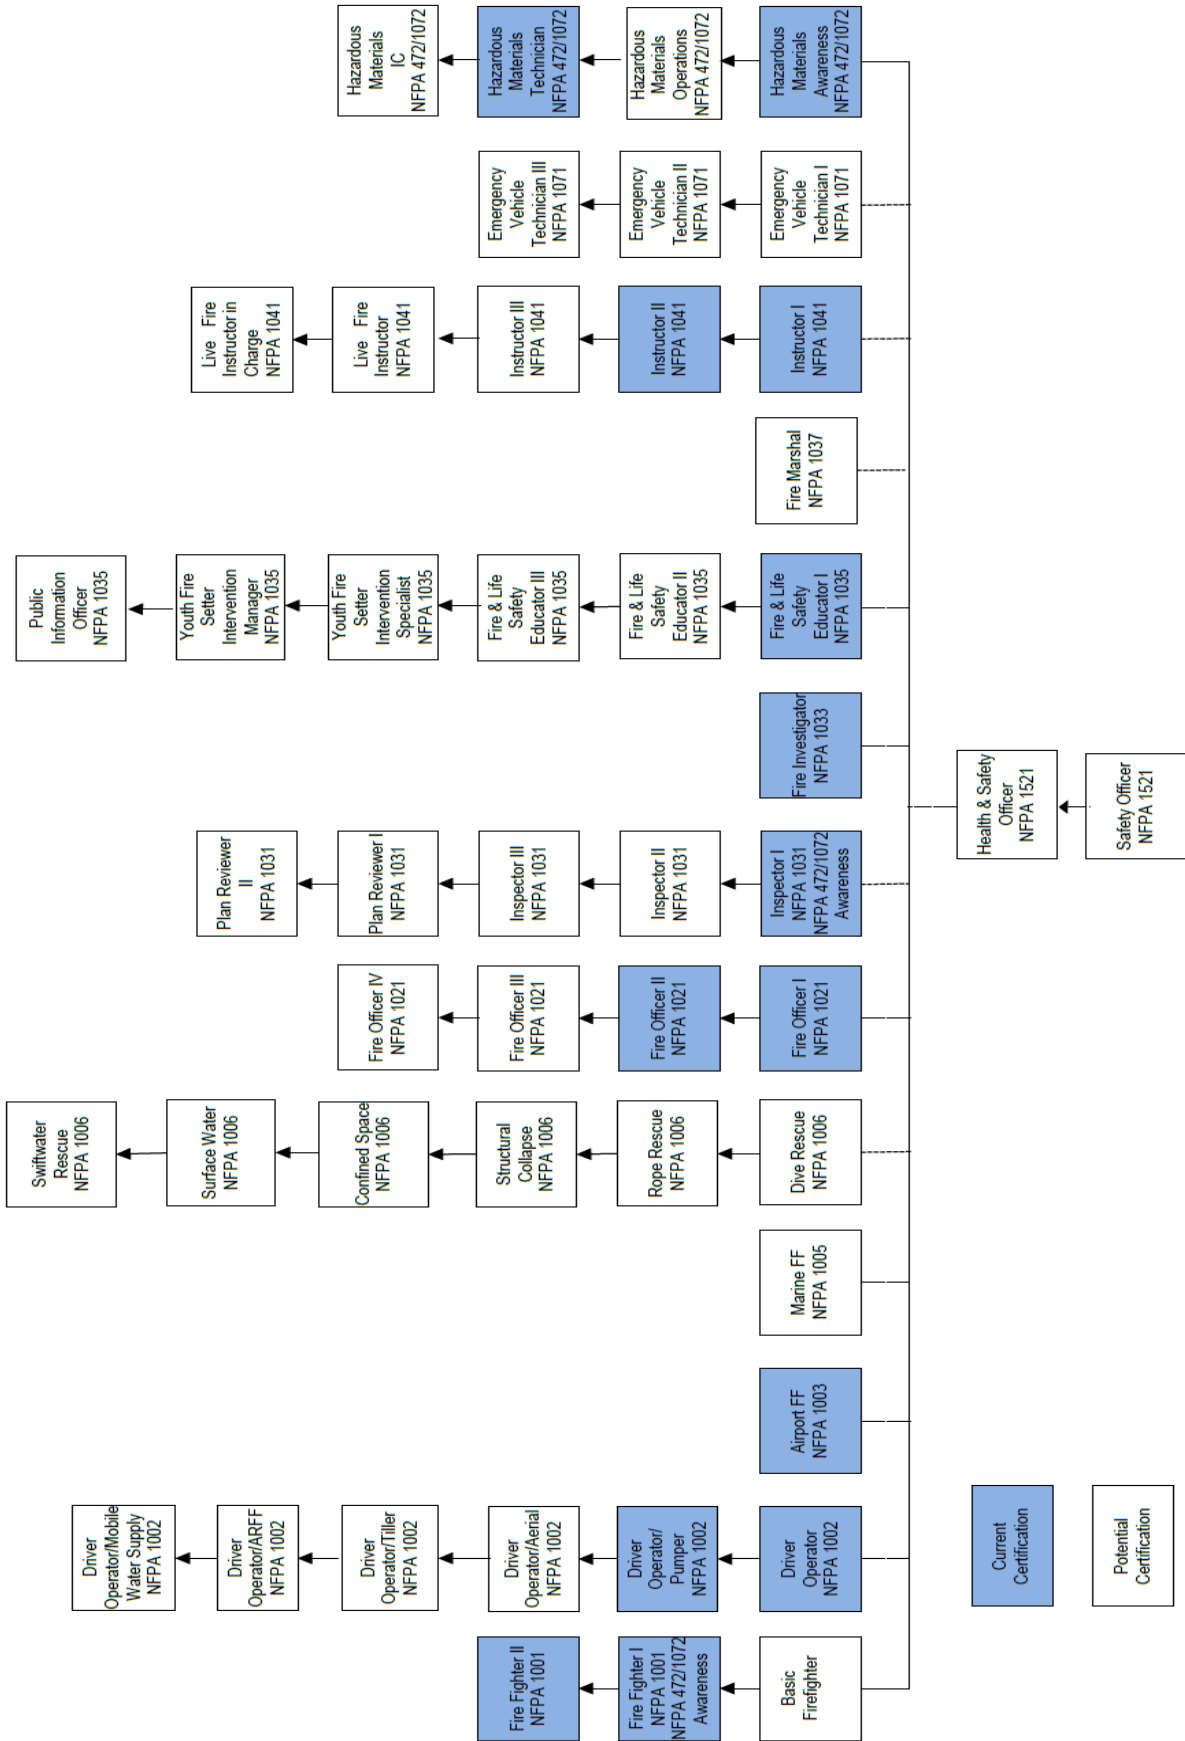 Basic
Firefighter
Fire Fighter I
NFPA 1001
NFPA 472/1072
Awareness
Fire Fighter II
NFPA 1001
Driver
Operator
NFPA 1002
Driver
Operator/
Pumper
NFPA 1002
Driver
Operator/Aerial
NFPA 1002
Driver
Operator/Tiller
NFPA 1002
Driver
Operator/ARFF
NFPA 1002
Driver
Operator/Mobile
Water Supply
NFPA 1002
Airport FF
NFPA 1003
Marine FF
NFPA 1005
Dive Rescue
NFPA 1006
Rope Rescue
NFPA 1006
Structural
Collapse
NFPA 1006
Confined Space
NFPA 1006
Surface Water
NFPA 1006
Swiftwater
Rescue
NFPA 1006
Fire Officer I
NFPA 1021
Fire Officer II
NFPA 1021
Fire Officer III
NFPA 1021
Fire Officer IV
NFPA 1021
Inspector I
NFPA 1031
NFPA 472/1072
Awareness
Inspector II
NFPA 1031
Inspector III
NFPA 1031
Plan Reviewer I
NFPA 1031
Plan Reviewer
II
NFPA 1031
Safety Officer
NFPA 1521
Health & Safety
Officer
NFPA 1521
Fire Investigator
NFPA 1033
Fire & Life
Safety
Educator I
NFPA 1035
Fire & Life
Safety
Educator II
NFPA 1035
Fire & Life
Safety
Educator III
NFPA 1035
Youth Fire
Setter
Intervention
Specialist
NFPA 1035
Youth Fire
Setter
Intervention
Manager
NFPA 1035
Public
Information
Officer
NFPA 1035
Fire Marshal
NFPA 1037
Instructor I
NFPA 1041
Instructor II
NFPA 1041
Instructor III
NFPA 1041
Live Fire
Instructor
NFPA 1041
Live Fire
Instructor in
Charge
NFPA 1041
Emergency
Vehicle
Technician I
NFPA 1071
Emergency
Vehicle
Technician II
NFPA 1071
Emergency
Vehicle
Technician III
NFPA 1071
Hazardous
Materials
Awareness
NFPA 472/1072
Hazardous
Materials
Operations
NFPA 472/1072
Hazardous
Materials
Technician
NFPA 472/1072
Hazardous
Materials
IC
NFPA 472/1072
Current
Certification
Potential
Certification